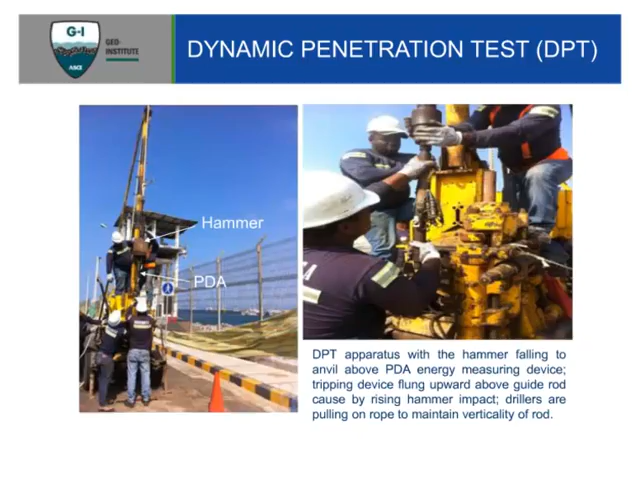 G-I
ASCE
GEO-
INSTITUTE
DYNAMIC PENETRATION TEST (DPT)
Hammer
PDA
DPT apparatus with the hammer falling to
anvil above PDA energy measuring device;
tripping device flung upward above guide rod
cause by rising hammer impact; drillers are
pulling on rope to maintain verticality of rod.